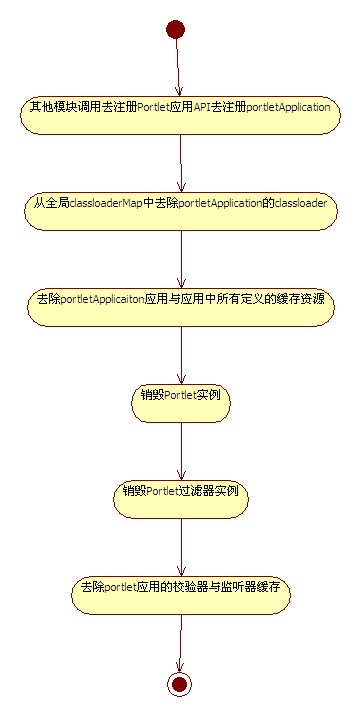 其他模块调用去注册Portlet应用API去注册portletApplication
从全局classloaderMap中去除portletApplication的classloader
去除portletApplicaiton应用与应用中所有定义的缓存资源
销毁Portlet实例
销毁Portlet过滤器实例
去除portlet应用的校验器与监听器缓存